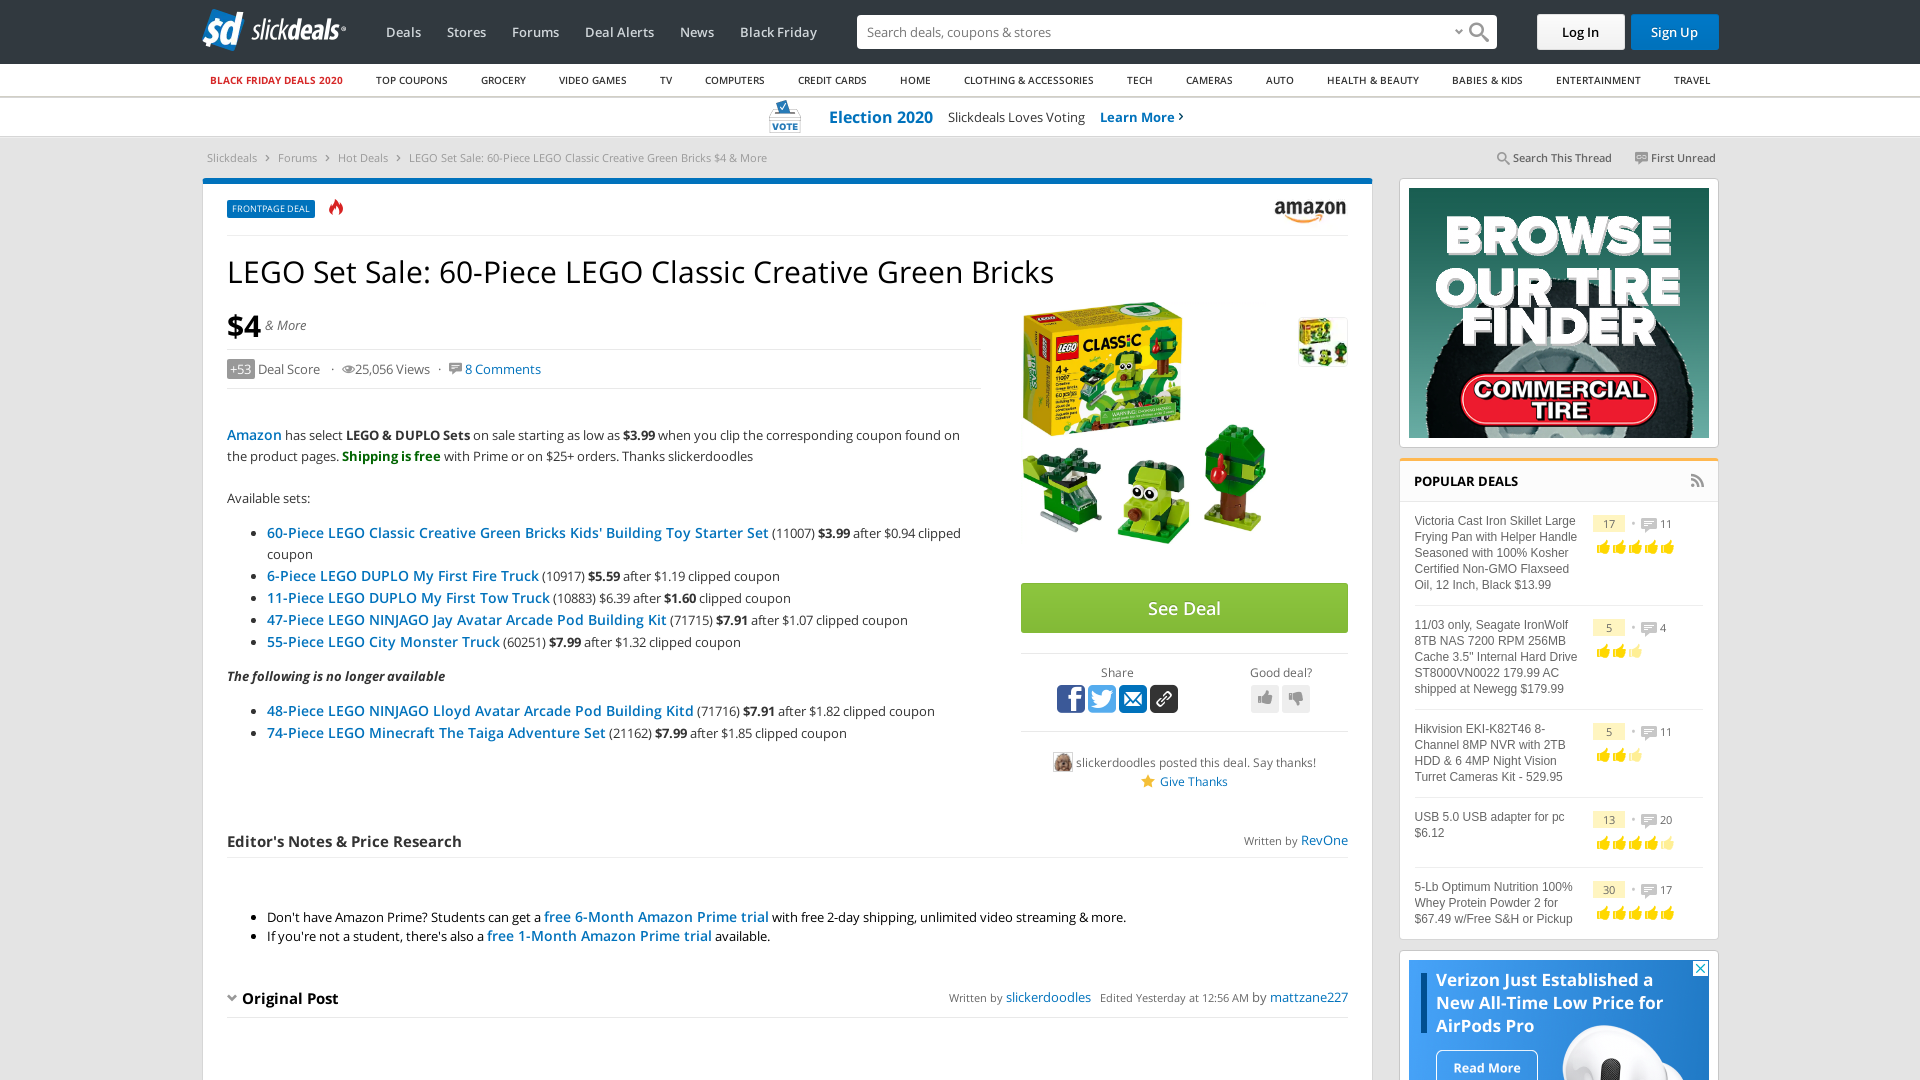 slickdeals
Deals
Stores
Forums
Deal Alerts
News
Black Friday
Search deals, coupons & stores
Log In
Sign Up
BLACK FRIDAY DEALS 2020
TOP COUPONS
GROCERY
VIDEO GAMES
TV
COMPUTERS
CREDIT CARDS
HOME
CLOTHING & ACCESSORIES
TECH
CAMERAS
AUTO
HEALTH & BEAUTY
BABIES & KIDS
ENTERTAINMENT
TRAVEL
VOTE
Election 2020 Slickdeals Loves Voting Learn More
Slickdeals › Forums › Hot Deals › LEGO Set Sale: 60-Piece LEGO Classic Creative Green Bricks $4 & More
Search This Thread
First Unread
FRONTPAGE DEAL
amazon
LEGO Set Sale: 60-Piece LEGO Classic Creative Green Bricks
$4 & More
+53 Deal Score · 25,056 Views · 8 Comments
Amazon has select LEGO & DUPLO Sets on sale starting as low as $3.99 when you clip the corresponding coupon found on
the product pages. Shipping is free with Prime or on $25+ orders. Thanks slickerdoodles
Available sets:
60-Piece LEGO Classic Creative Green Bricks Kids' Building Toy Starter Set (11007) $3.99 after $0.94 clipped
coupon
6-Piece LEGO DUPLO My First Fire Truck (10917) $5.59 after $1.19 clipped coupon
11-Piece LEGO DUPLO My First Tow Truck (10883) $6.39 after $1.60 clipped coupon
47-Piece LEGO NINJAGO Jay Avatar Arcade Pod Building Kit (71715) $7.91 after $1.07 clipped coupon
55-Piece LEGO City Monster Truck (60251) $7.99 after $1.32 clipped coupon
The following is no longer available
48-Piece LEGO NINJAGO Lloyd Avatar Arcade Pod Building Kitd (71716) $7.91 after $1.82 clipped coupon
74-Piece LEGO Minecraft The Taiga Adventure Set (21162) $7.99 after $1.85 clipped coupon
LEGO
CLASSIC
4+
11007
See Deal
Share
Good deal?
slickerdoodles posted this deal. Say thanks!
Give Thanks
Editor's Notes & Price Research
Written by RevOne
Don't have Amazon Prime? Students can get a free 6-Month Amazon Prime trial with free 2-day shipping, unlimited video streaming & more.
If you're not a student, there's also a free 1-Month Amazon Prime trial available.
Original Post
Written by slickerdoodles Edited Yesterday at 12:56 AM by mattzane227
BROWSE
OUR TIRE
FINDER
COMMERCIAL
TIRE
POPULAR DEALS
Victoria Cast Iron Skillet Large
Frying Pan with Helper Handle
Seasoned with 100% Kosher
Certified Non-GMO Flaxseed
Oil, 12 Inch, Black $13.99
17 • 11
11/03 only, Seagate IronWolf
8TB NAS 7200 RPM 256MB
Cache 3.5" Internal Hard Drive
ST8000VN0022 179.99 AC
shipped at Newegg $179.99
5 • 4
Hikvision EKI-K82T46 8-
Channel 8MP NVR with 2TB
HDD & 6 4MP Night Vision
Turret Cameras Kit - 529.95
5 • 11
USB 5.0 USB adapter for pc
$6.12
13 • 20
5-Lb Optimum Nutrition 100%
Whey Protein Powder 2 for
$67.49 w/Free S&H or Pickup
30 • 17
Verizon Just Established a
New All-Time Low Price for
AirPods Pro
Read More